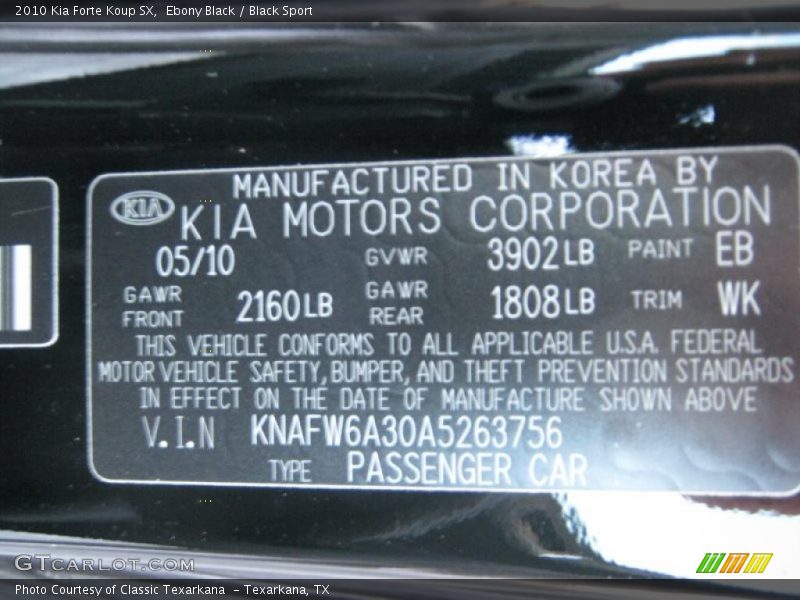 2010 Kia Forte Koup SX, Ebony Black / Black Sport
MANUFACTURED IN KOREA BY
KIA KIA MOTORS CORPORATION
05/10 GVWR 3902LB PAINT EB
GAWR FRONT 2160LB GAWR REAR 1808LB TRIM WK
THIS VEHICLE CONFORMS TO ALL APPLICABLE U.S.A. FEDERAL
MOTOR VEHICLE SAFETY, BUMPER, AND THEFT PREVENTION STANDARDS
IN EFFECT ON THE DATE OF MANUFACTURE SHOWN ABOVE
V.I.N KNAFW6A30A5263756
TYPE PASSENGER CAR
GTCARLOT.COM
Photo Courtesy of Classic Texarkana - Texarkana, TX